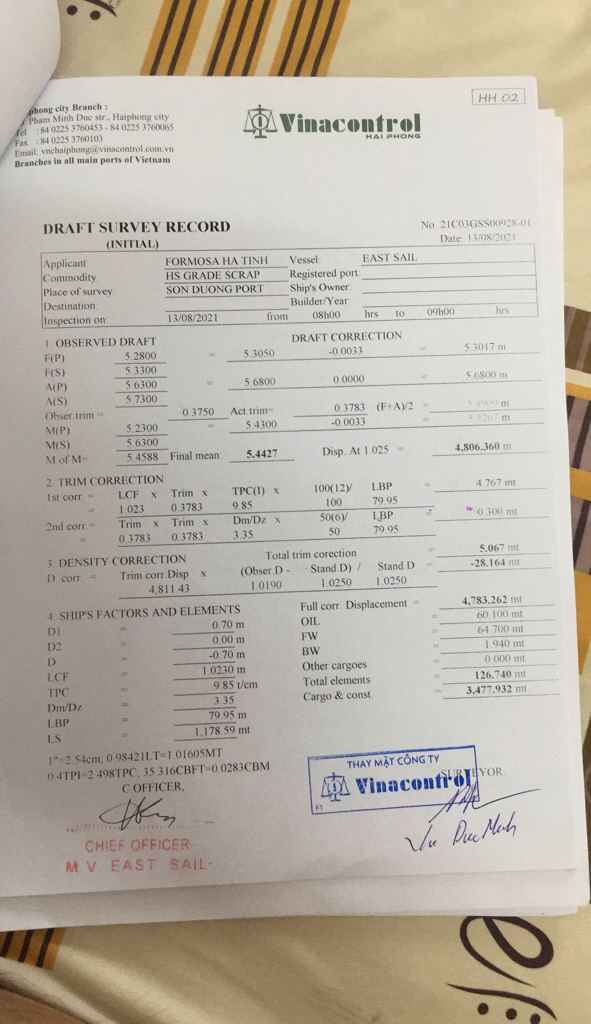 HH 02
phong city Branch :
Pham Minh Duc str., Haiphong city
Tel : 84 0225 3760453 - 84 0225 3760065
Fax : 84 0225 3760103
Email: vnchaiphong@vinacontrol.com.vn
Branches in all main ports of Vietnam
Vinacontrol
HAI PHONG
DRAFT SURVEY RECORD
(INITIAL)
No. 21C03GSS00928-01
Date: 13/08/2021
Applicant: FORMOSA HA TINH Vessel: EAST SAIL
Commodity: HS GRADE SCRAP Registered port:
Place of survey: SON DUONG PORT Ship's Owner:
Destination: Builder/Year:
Inspection on: 13/08/2021 from 08h00 hrs to 09h00 hrs
1 OBSERVED DRAFT DRAFT CORRECTION
F(P) 5.2800 = 5.3050 -0.0033 = 5.3017 m
F(S) 5.3300
A(P) 5.6300 = 5.6800 0.0000 = 5.6800 m
A(S) 5.7300
Obser trim= 0.3750 Act trim= 0.3783 (F+A)/2 = 5.4909 m
M(P) 5.2300 = 5.4300 -0.0033 = 5.4267 m
M(S) 5.6300
M of M= 5.4588 Final mean: 5.4427 Disp. At 1.025 = 4,806.360 m
2 TRIM CORRECTION
1st corr. = LCF x Trim x TPC(I) x 100(12)/ LBP 4.767 mt
= 1.023 0.3783 9.85 100 79.95
2nd corr.= Trim x Trim x Dm/Dz x 50(6)/ LBP = 0.300 mt
= 0.3783 0.3783 3.35 50 79.95
Total trim corection = 5.067 mt
3 DENSITY CORRECTION
D corr. = Trim corr.Disp x (Obser.D - Stand.D) / Stand D = -28.164 mt
4,811.43 1.0190 1.0250 1.0250
4 SHIP'S FACTORS AND ELEMENTS
D1 = 0.70 m
D2 = 0.00 m
D = -0.70 m
LCF = 1.0230 m
TPC = 9.85 t/cm
Dm/Dz = 3.35
LBP = 79.95 m
LS = 1,178.59 mt
Full corr. Displacement = 4,783.262 mt
OIL = 60.100 mt
FW = 64.700 mt
BW = 1.940 mt
Other cargoes = 0.000 mt
Total elements = 126.740 mt
Cargo & const. = 3,477.932 mt
1"=2.54cm; 0.98421LT=1.01605MT
0.4TPI=2.498TPC; 35.316CBFT=0.0283CBM
C.OFFICER,
CHIEF OFFICER
M.V EAST SAIL-
THAY MẶT CÔNG TY
Vinacontrol
F1
SURVEYOR
Vu Duc Manh